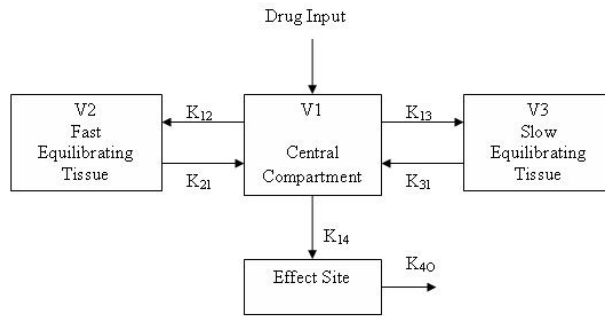 Drug Input
V2
Fast
Equilibrating
Tissue
K12
K21
V1
Central
Compartment
K13
K31
V3
Slow
Equilibrating
Tissue
K14
Effect Site
K4O